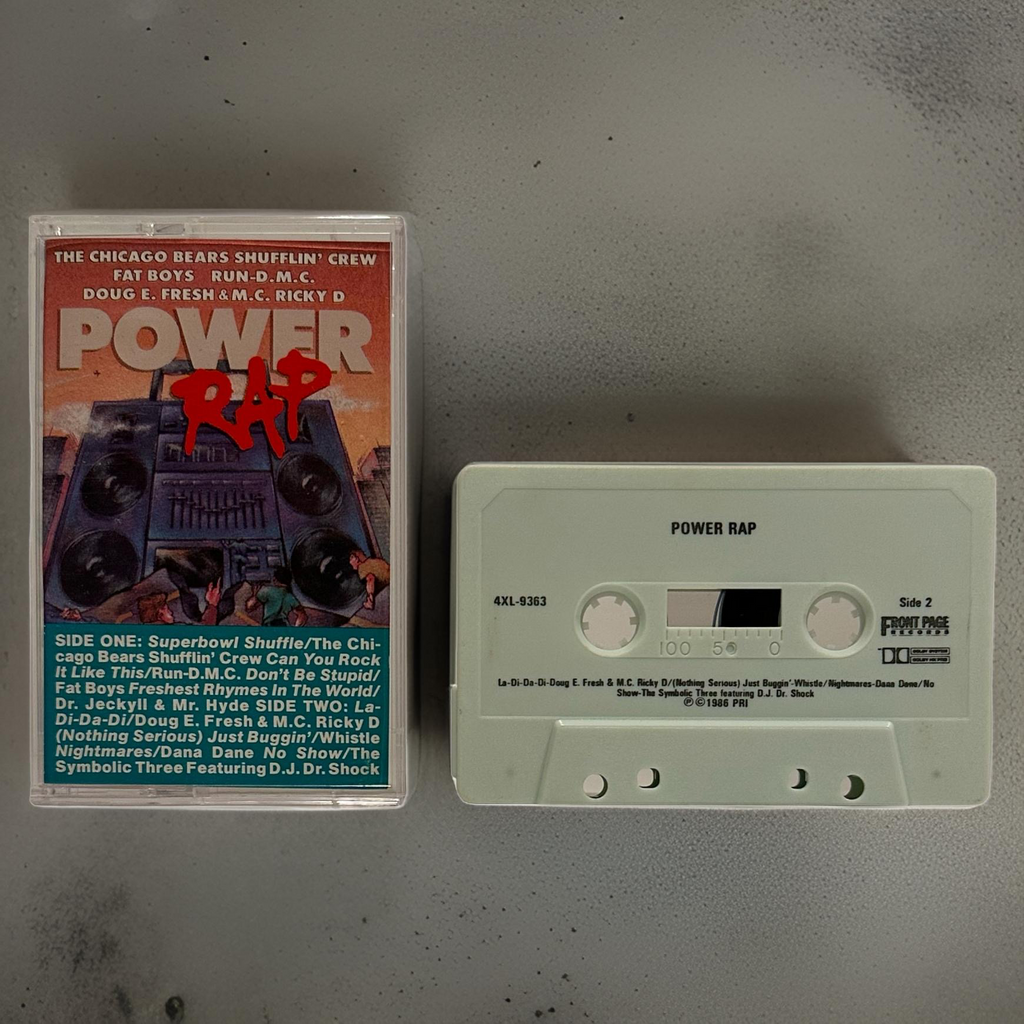 THE CHICAGO BEARS SHUFFLIN' CREW
FAT BOYS RUN-D.M.C.
DOUG E. FRESH & M.C. RICKY D
POWER
RAP
SIDE ONE: Superbowl Shuffle/The Chi-
cago Bears Shufflin' Crew Can You Rock
It Like This/Run-D.M.C. Don't Be Stupid/
Fat Boys Freshest Rhymes In The World/
Dr. Jeckyll & Mr. Hyde SIDE TWO: La-
Di-Da-Di/Doug E. Fresh & M.C. Ricky D
(Nothing Serious) Just Buggin'/Whistle
Nightmares/Dana Dane No Show/The
Symbolic Three Featuring D.J. Dr. Shock
POWER RAP
4XL-9363
Side 2
FRONT PAGE
RECORDS
DOLBY SYSTEM
100 50 0
La-Di-Da-Di-Doug E. Fresh & M.C. Ricky D/(Nothing Serious) Just Buggin'-Whistle/Nightmares-Dana Dane/No
Show-The Symbolic Three featuring D.J. Dr. Shock
℗©1986 PRI